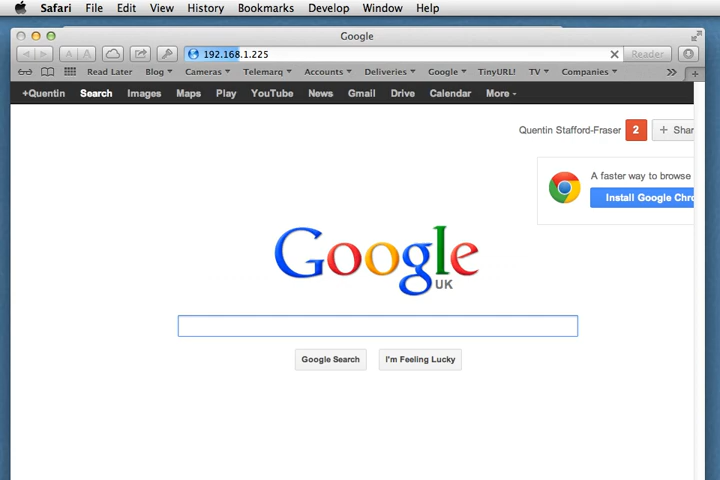 Safari File Edit View History Bookmarks Develop Window Help
Google
A A 192.168.1.225 Reader
Read Later Blog Cameras Telemarq Accounts Deliveries Google TinyURL! TV Companies »
+Quentin Search Images Maps Play YouTube News Gmail Drive Calendar More
Quentin Stafford-Fraser 2 + Shar
A faster way to browse
Install Google Chro
Google
UK
Google Search I'm Feeling Lucky